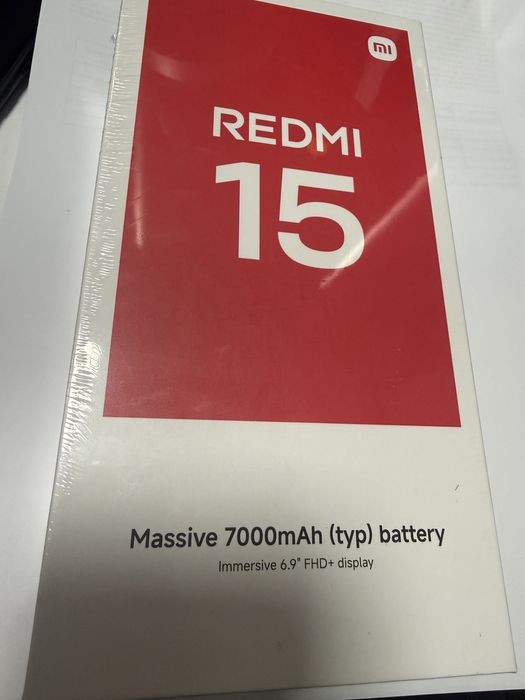 mi
REDMI
15
Massive 7000mAh (typ) battery
Immersive 6.9" FHD+ display